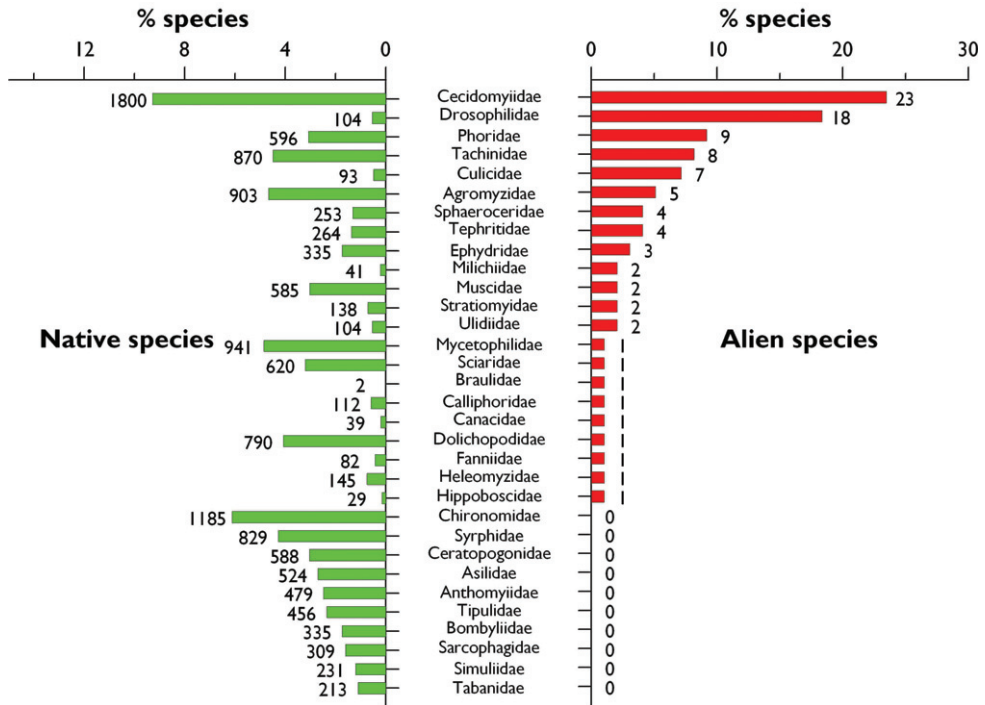 % species % species
12 8 4 0 0 10 20 30
1800 Cecidomyiidae 23
104 Drosophilidae 18
596 Phoridae 9
870 Tachinidae 8
93 Culicidae 7
903 Agromyzidae 5
253 Sphaeroceridae 4
264 Tephritidae 4
335 Ephydridae 3
41 Milichiidae 2
585 Muscidae 2
138 Stratiomyidae 2
104 Ulidiidae 2
Native species Alien species
941 Mycetophilidae
620 Sciaridae
2 Braulidae
112 Calliphoridae
39 Canacidae
790 Dolichopodidae
82 Fanniidae
145 Heleomyzidae
29 Hippoboscidae
1185 Chironomidae 0
829 Syrphidae 0
588 Ceratopogonidae 0
524 Asilidae 0
479 Anthomyiidae 0
456 Tipulidae 0
335 Bombyliidae 0
309 Sarcophagidae 0
231 Simuliidae 0
213 Tabanidae 0